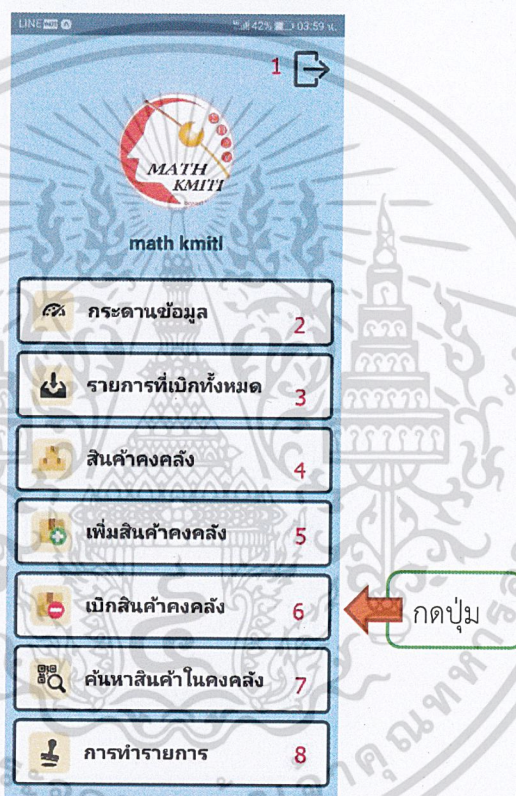 LINE 42% 03:59 น.
1
MATH
KMITI
math kmitl
กระดานข้อมูล 2
รายการที่เบิกทั้งหมด 3
สินค้าคงคลัง 4
เพิ่มสินค้าคงคลัง 5
เบิกสินค้าคงคลัง 6
กดปุ่ม
ค้นหาสินค้าในคงคลัง 7
การทำรายการ 8